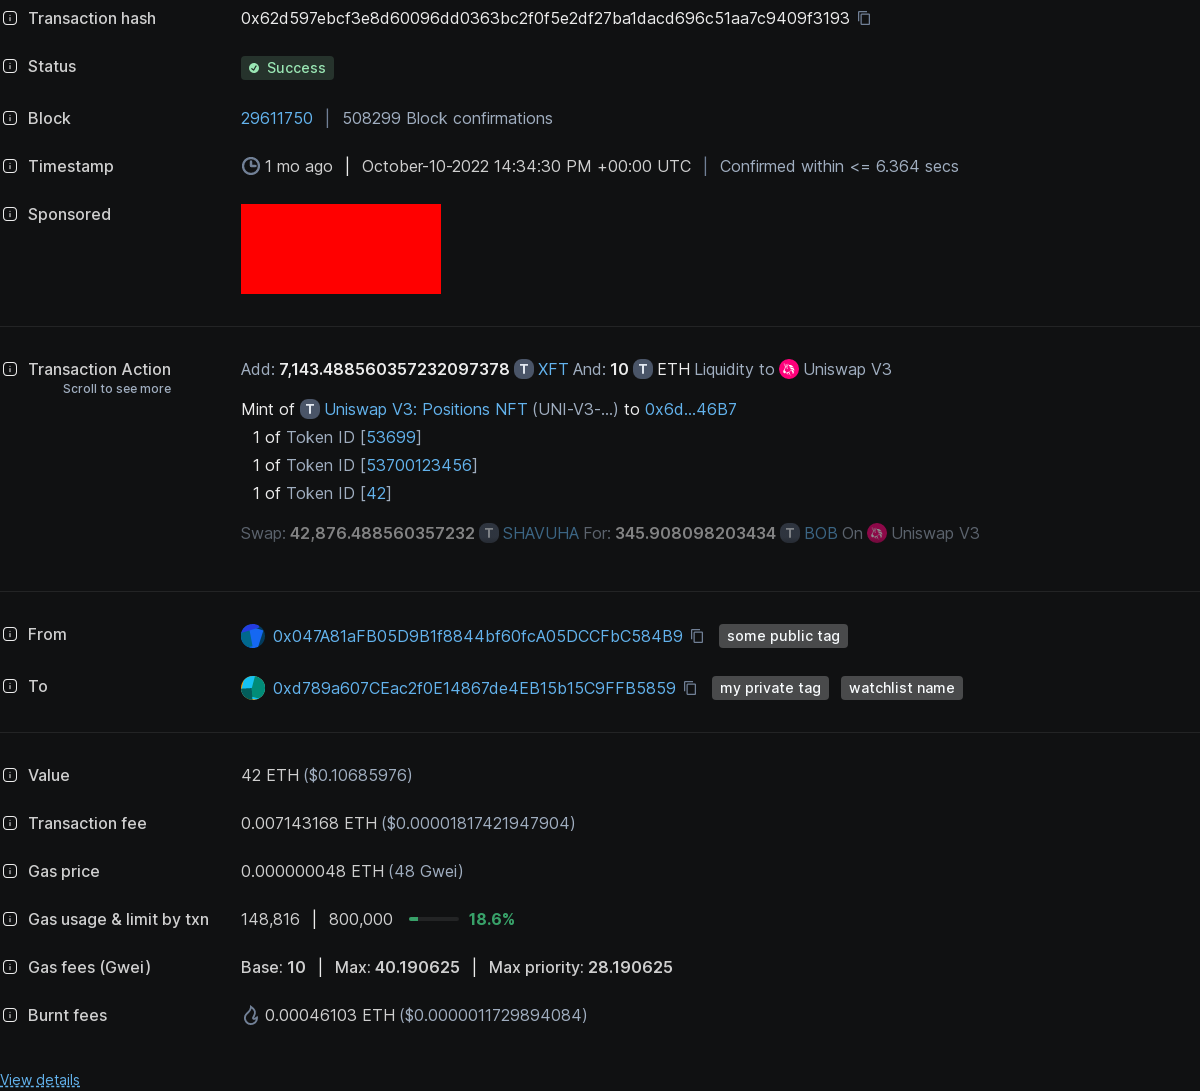 Transaction hash 0x62d597ebcf3e8d60096dd0363bc2f0f5e2df27ba1dacd696c51aa7c9409f3193
Status Success
Block 29611750 | 508299 Block confirmations
Timestamp 1 mo ago | October-10-2022 14:34:30 PM +00:00 UTC | Confirmed within <= 6.364 secs
Sponsored
Transaction Action Add: 7,143.488560357232097378 T XFT And: 10 T ETH Liquidity to Uniswap V3
Scroll to see more
Mint of T Uniswap V3: Positions NFT (UNI-V3-...) to 0x6d...46B7
1 of Token ID [53699]
1 of Token ID [53700123456]
1 of Token ID [42]
Swap: 42,876.488560357232 T SHAVUHA For: 345.908098203434 T BOB On Uniswap V3
From 0x047A81aFB05D9B1f8844bf60fcA05DCCFbC584B9 some public tag
To 0xd789a607CEac2f0E14867de4EB15b15C9FFB5859 my private tag watchlist name
Value 42 ETH ($0.10685976)
Transaction fee 0.007143168 ETH ($0.00001817421947904)
Gas price 0.000000048 ETH (48 Gwei)
Gas usage & limit by txn 148,816 | 800,000 18.6%
Gas fees (Gwei) Base: 10 | Max: 40.190625 | Max priority: 28.190625
Burnt fees 0.00046103 ETH ($0.0000011729894084)
View details